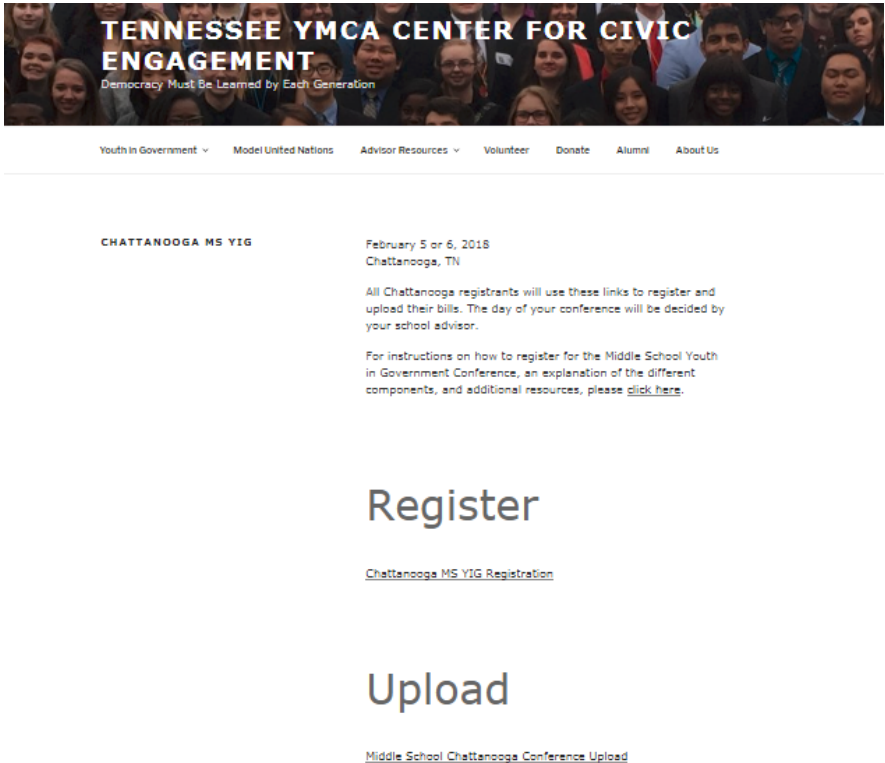 TENNESSEE YMCA CENTER FOR CIVIC
ENGAGEMENT
Democracy Must Be Learned by Each Generation
Youth in Government Model United Nations Advisor Resources Volunteer Donate Alumni About Us
CHATTANOOGA MS YIG
February 5 or 6, 2018
Chattanooga, TN
All Chattanooga registrants will use these links to register and
upload their bills. The day of your conference will be decided by
your school advisor.
For instructions on how to register for the Middle School Youth
in Government Conference, an explanation of the different
components, and additional resources, please click here.
Register
Chattanooga MS YIG Registration
Upload
Middle School Chattanooga Conference Upload